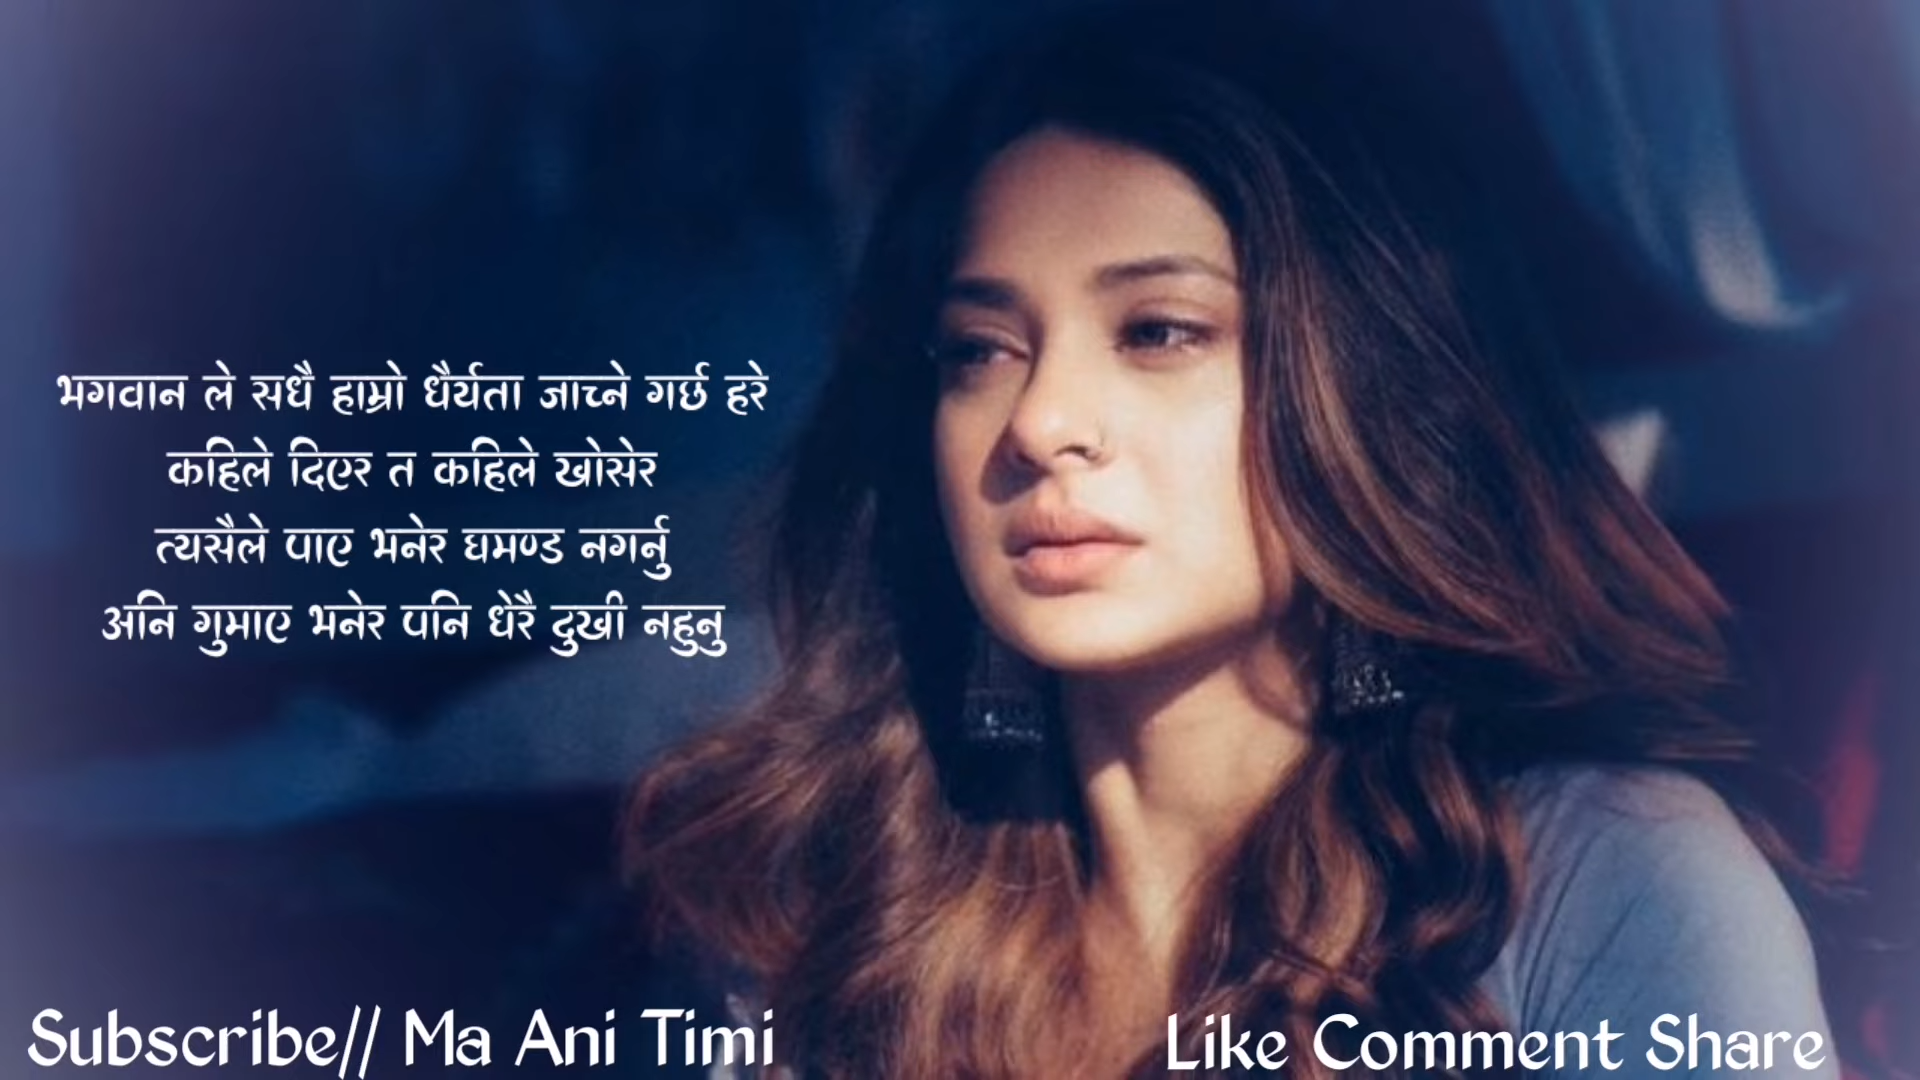 भगवान ले सधै हाम्रो धैर्यता जाच्ने गर्छ हरे
कहिले दिएर त कहिले खोसेर
त्यसैले पाए भनेर घमण्ड नगर्नु
अनि गुमाए भनेर पनि धेरै दुखी नहुनु
Subscribe// Ma Ani Timi
Like Comment Share